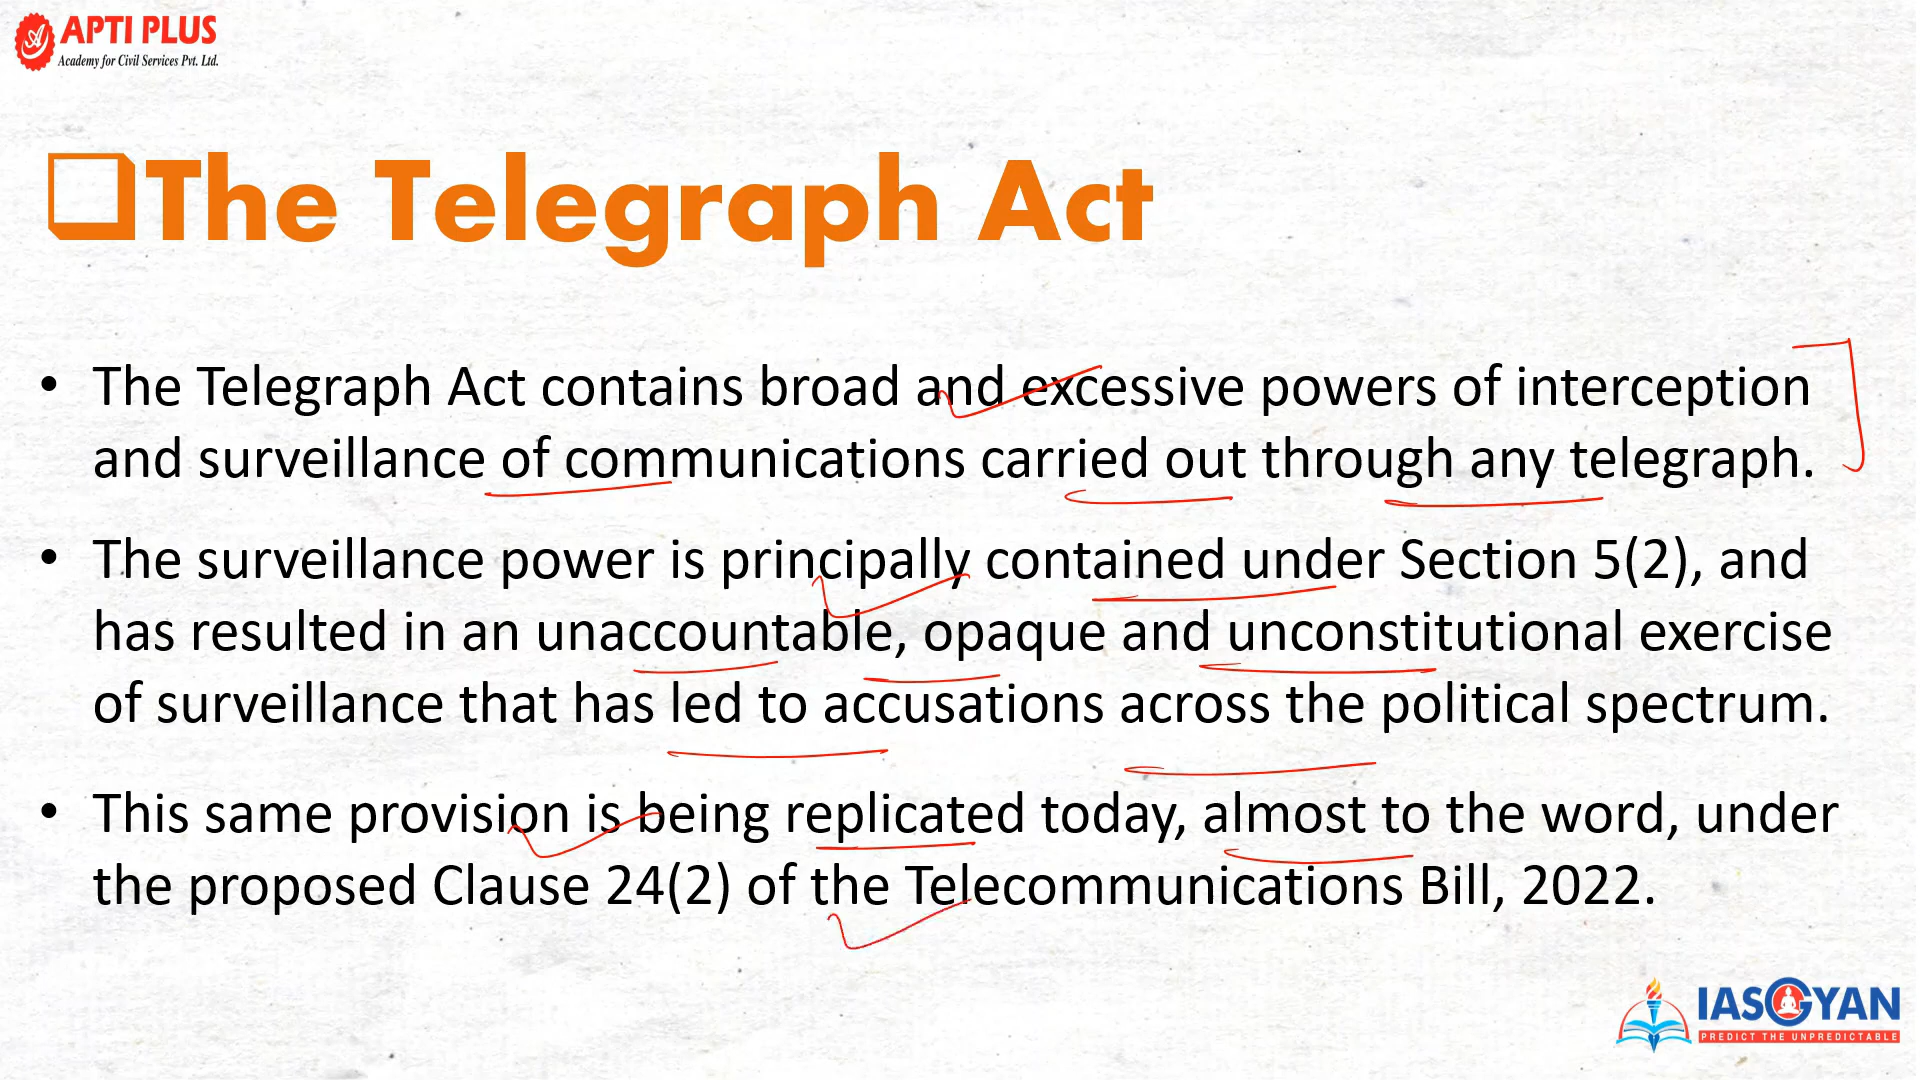 APTI PLUS
Academy for Civil Services Pvt. Ltd.
❑The Telegraph Act
• The Telegraph Act contains broad and excessive powers of interception
and surveillance of communications carried out through any telegraph.
• The surveillance power is principally contained under Section 5(2), and
has resulted in an unaccountable, opaque and unconstitutional exercise
of surveillance that has led to accusations across the political spectrum.
• This same provision is being replicated today, almost to the word, under
the proposed Clause 24(2) of the Telecommunications Bill, 2022.
IASGYAN
PREDICT THE UNPREDICTABLE